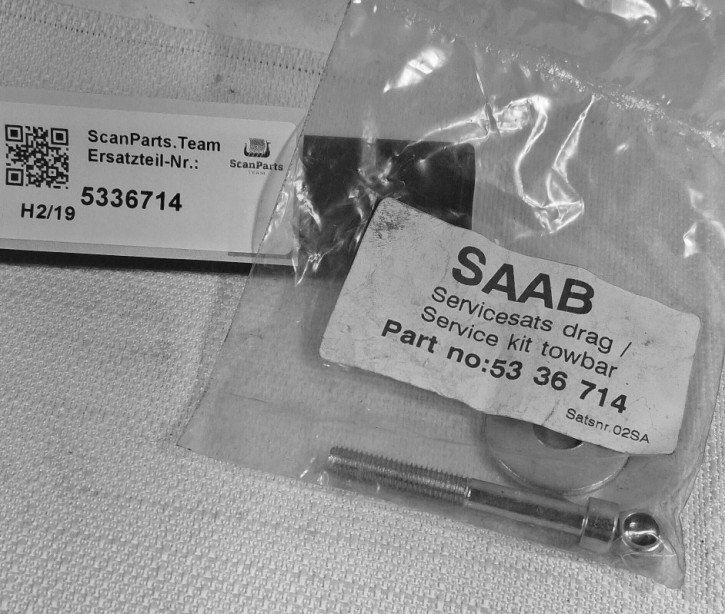 ScanParts.Team
Ersatzteil-Nr.:
ScanParts
TEAM
5336714
H2/19
SAAB
Servicesats drag /
Service kit towbar
Part no:53 36 714
Satsnr.02SA